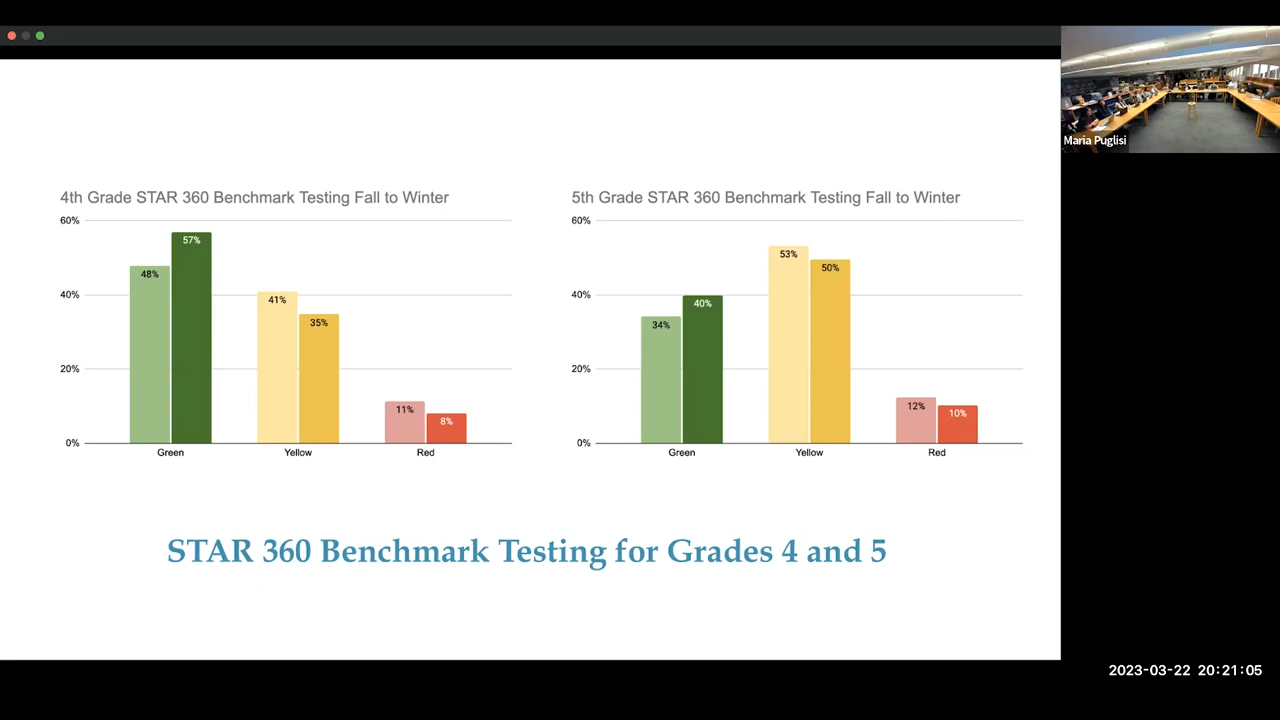 Maria Puglisi
4th Grade STAR 360 Benchmark Testing Fall to Winter
60%
40%
20%
0%
48%
57%
41%
35%
11%
8%
Green
Yellow
Red
5th Grade STAR 360 Benchmark Testing Fall to Winter
60%
40%
20%
0%
34%
40%
53%
50%
12%
10%
Green
Yellow
Red
STAR 360 Benchmark Testing for Grades 4 and 5
2023-03-22 20:21:05